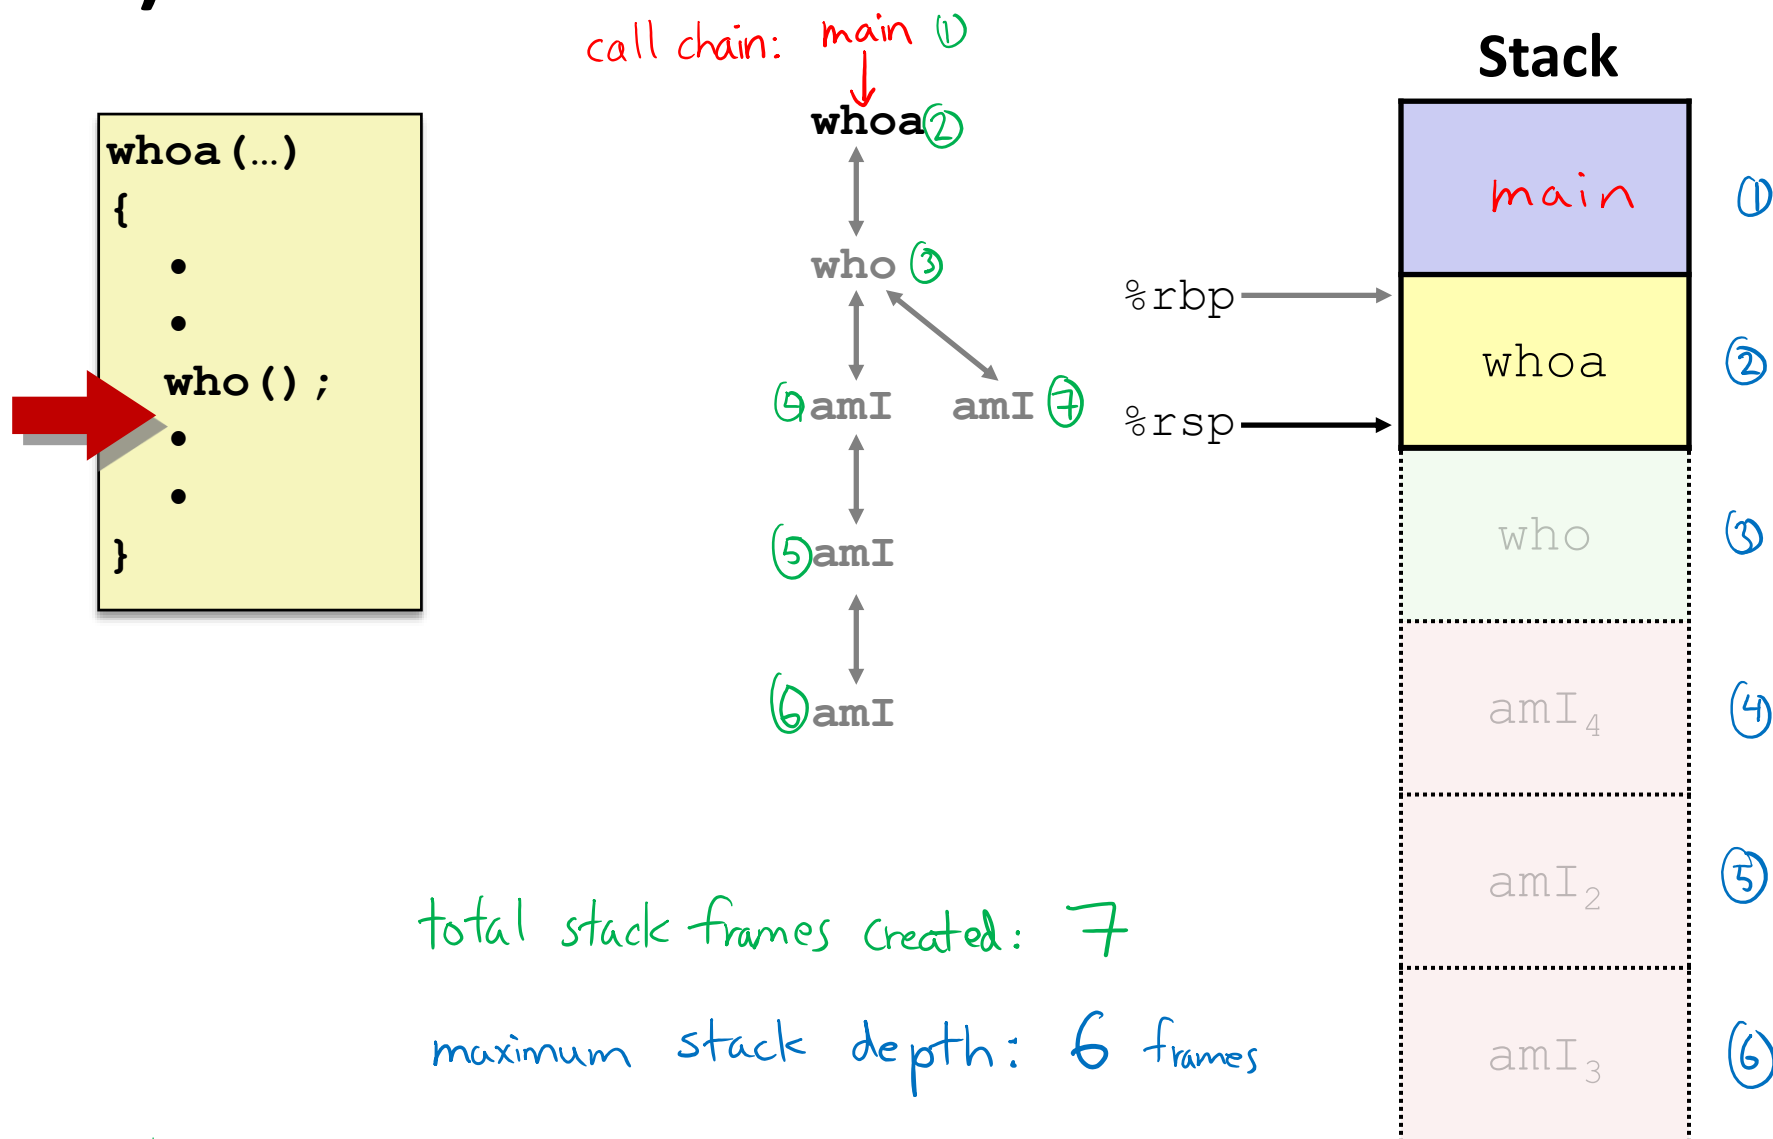 call chain: main ①
whoa ②
who ③
④ amI amI ⑦
⑤ amI
⑥ amI
whoa(…)
{
•
•
who();
•
•
}
Stack
main ①
%rbp
whoa ②
%rsp
who ③
amI₄ ④
amI₂ ⑤
amI₃ ⑥
total stack frames created: 7
maximum stack depth: 6 frames